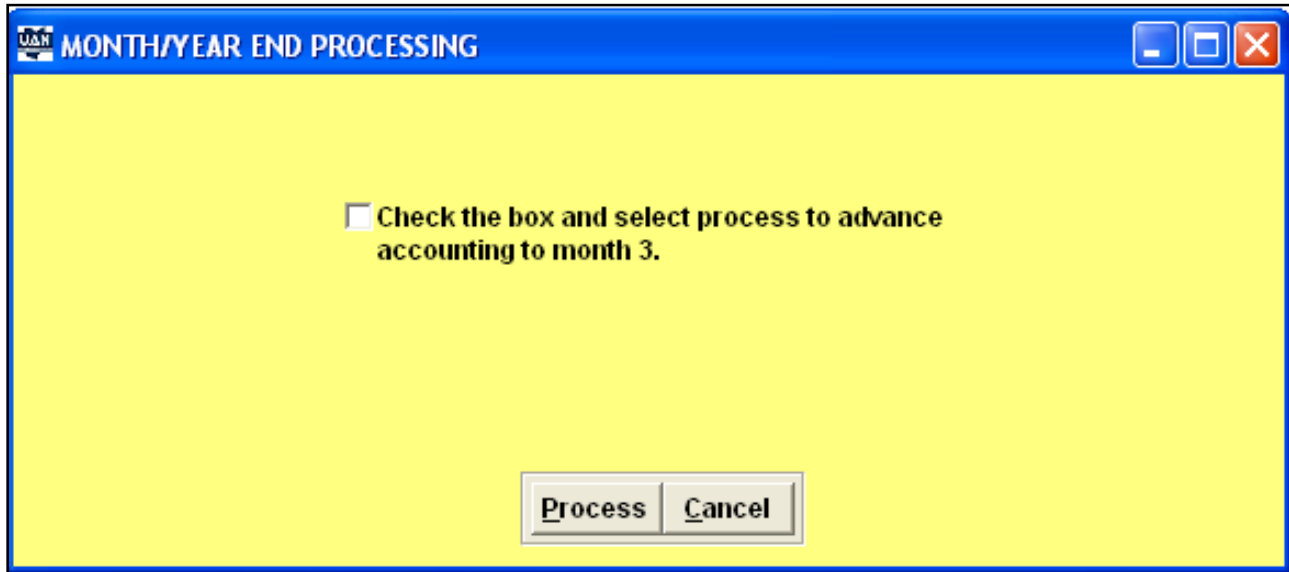 UAN MONTH/YEAR END PROCESSING
Check the box and select process to advance
accounting to month 3.
Process Cancel